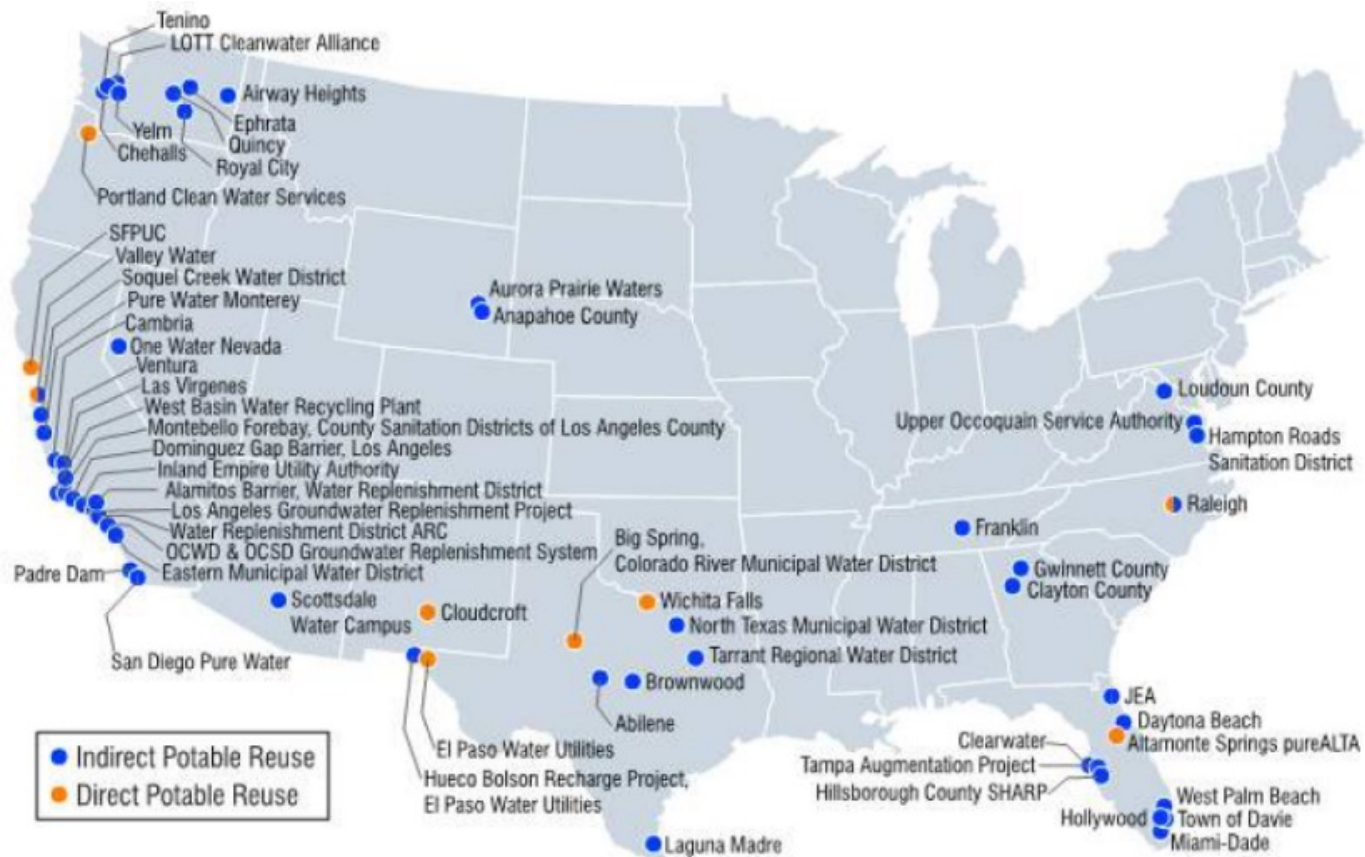 Tenino
LOTT Cleanwater Alliance
Airway Heights
Ephrata
Yelm
Quincy
Chehalls
Royal City
Portland Clean Water Services
SFPUC
Valley Water
Soquel Creek Water District
Pure Water Monterey
Cambria
One Water Nevada
Ventura
Las Virgenes
West Basin Water Recycling Plant
Montebello Forebay, County Sanitation Districts of Los Angeles County
Dominguez Gap Barrier, Los Angeles
Inland Empire Utility Authority
Alamitos Barrier, Water Replenishment District
Los Angeles Groundwater Replenishment Project
Water Replenishment District ARC
OCWD & OCSD Groundwater Replenishment System
Eastern Municipal Water District
Padre Dam
San Diego Pure Water
Aurora Prairie Waters
Anapahoe County
Scottsdale
Water Campus
Cloudcroft
Big Spring,
Colorado River Municipal Water District
Wichita Falls
North Texas Municipal Water District
Tarrant Regional Water District
Brownwood
Abilene
El Paso Water Utilities
Hueco Bolson Recharge Project,
El Paso Water Utilities
Laguna Madre
Loudoun County
Upper Occoquain Service Authority
Hampton Roads
Sanitation District
Raleigh
Franklin
Gwinnett County
Clayton County
JEA
Daytona Beach
Altamonte Springs pureALTA
Clearwater
Tampa Augmentation Project
Hillsborough County SHARP
West Palm Beach
Hollywood
Town of Davie
Miami-Dade
Indirect Potable Reuse
Direct Potable Reuse